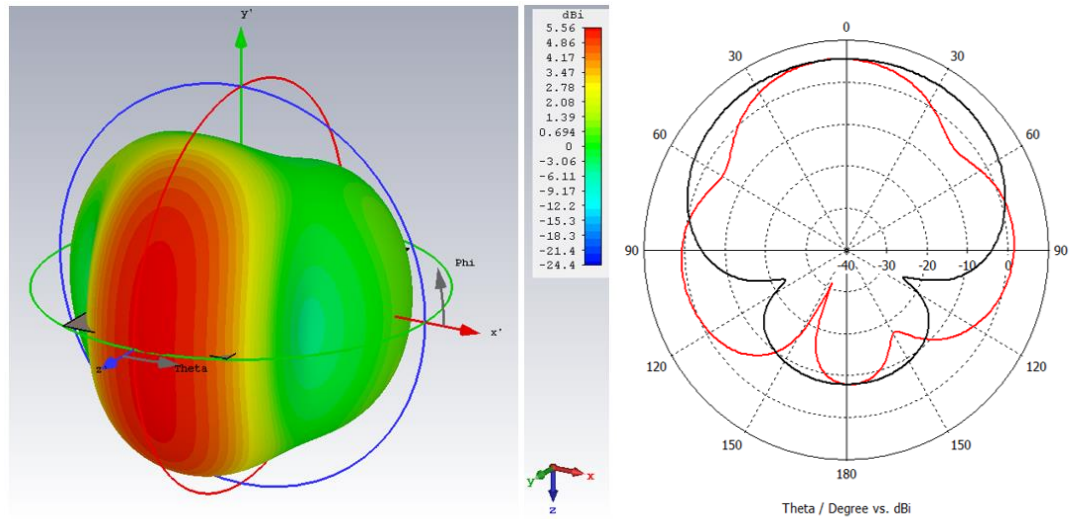 y'
x'
z
Phi
Theta
dBi
5.56
4.86
4.17
3.47
2.78
2.08
1.39
0.694
0
-3.06
-6.11
-9.17
-12.2
-15.3
-18.3
-21.4
-24.4
y x
z
0
30 30
60 60
90 -40 -30 -20 -10 0 90
120 120
150 150
180
Theta / Degree vs. dBi